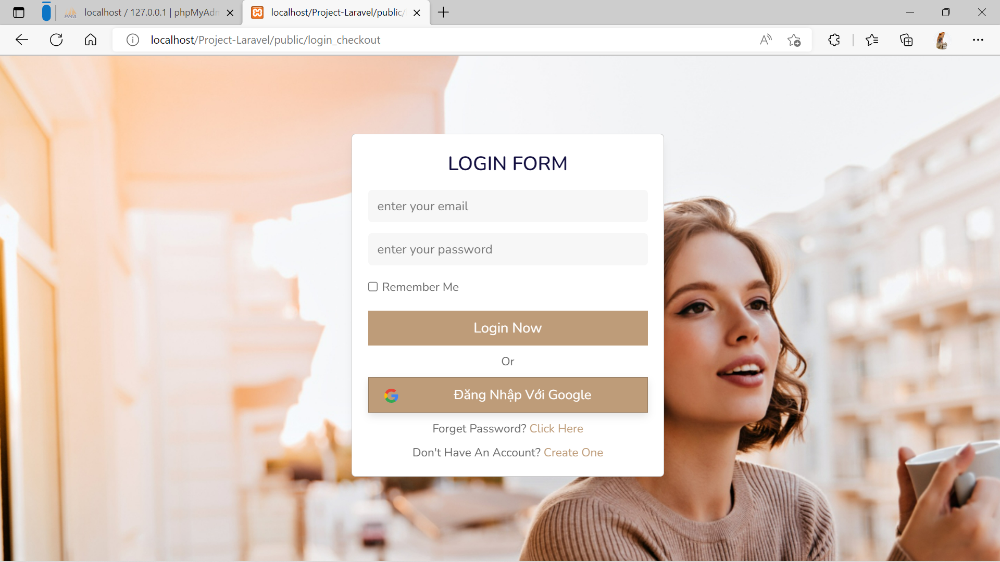 localhost / 127.0.0.1 | phpMyAdm
localhost/Project-Laravel/public/
localhost/Project-Laravel/public/login_checkout
LOGIN FORM
enter your email
enter your password
Remember Me
Login Now
Or
Đăng Nhập Với Google
Forget Password? Click Here
Don't Have An Account? Create One